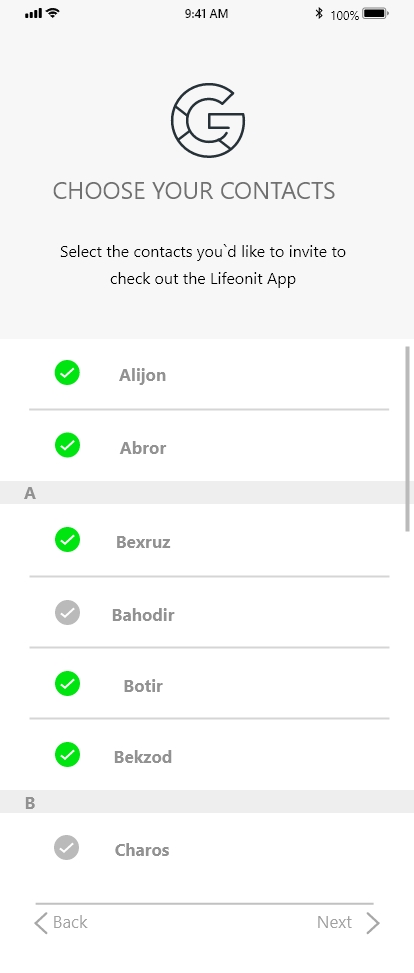 9:41 AM 100%
CHOOSE YOUR CONTACTS
Select the contacts you`d like to invite to
check out the Lifeonit App
Alijon
Abror
A
Bexruz
Bahodir
Botir
Bekzod
B
Charos
Back Next